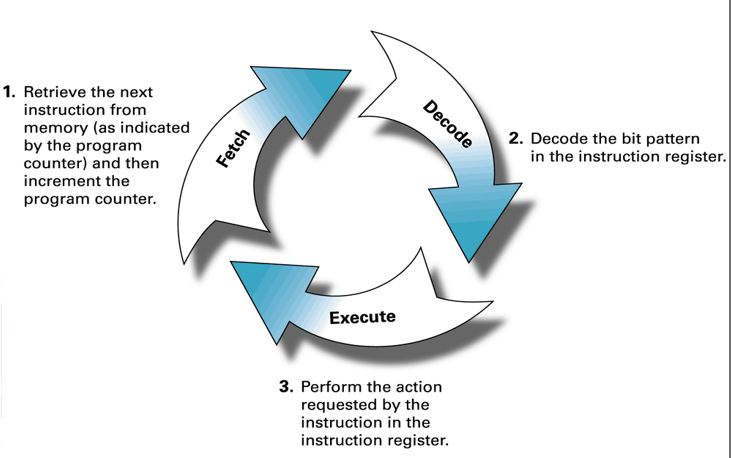 1. Retrieve the next
instruction from
memory (as indicated
by the program
counter) and then
increment the
program counter.
Fetch
Decode
2. Decode the bit pattern
in the instruction register.
Execute
3. Perform the action
requested by the
instruction in the
instruction register.